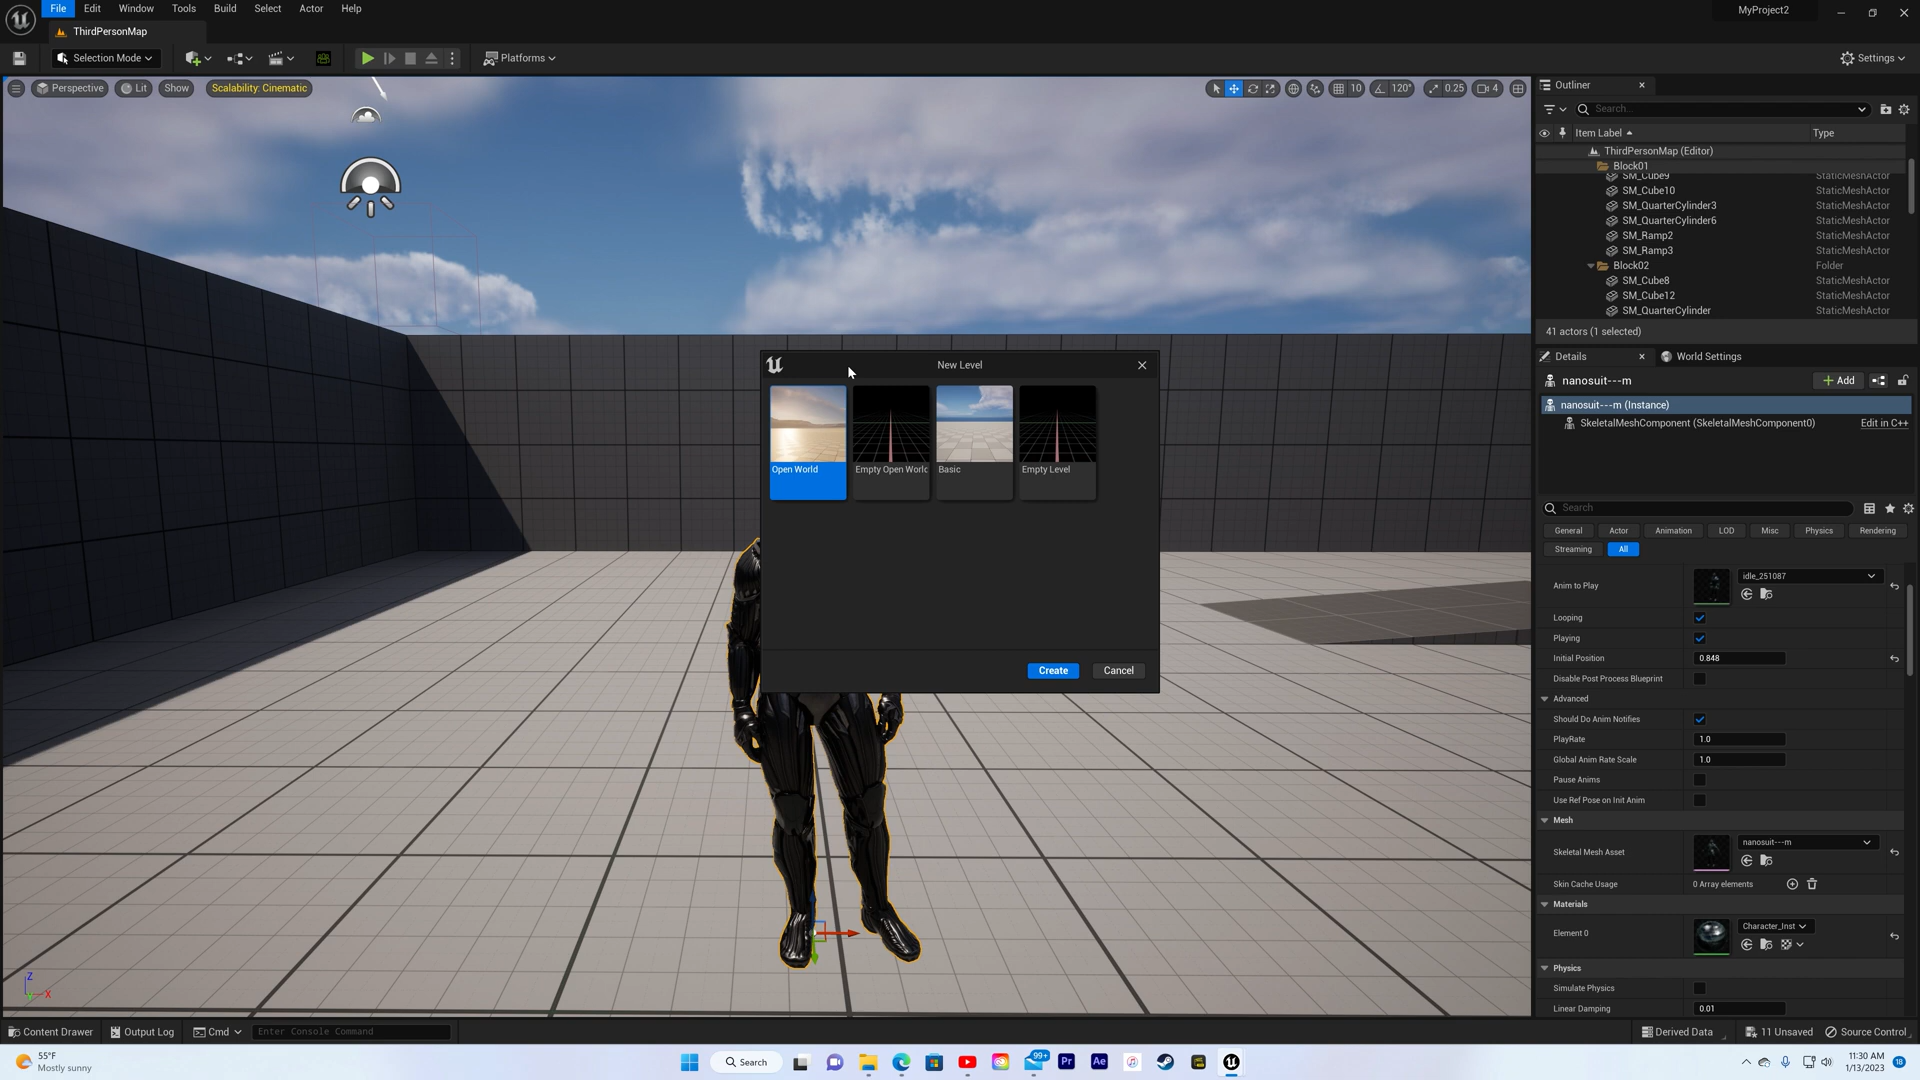 File Edit Window Tools Build Select Actor Help
MyProject2
ThirdPersonMap
Selection Mode
Platforms
Settings
Perspective Lit Show Scalability: Cinematic
10 120° 0.25 4
Outliner
Search...
Item Label Type
ThirdPersonMap (Editor)
Block01
SM_Cube9 StaticMeshActor
SM_Cube10 StaticMeshActor
SM_QuarterCylinder3 StaticMeshActor
SM_QuarterCylinder6 StaticMeshActor
SM_Ramp2 StaticMeshActor
SM_Ramp3 StaticMeshActor
Block02 Folder
SM_Cube8 StaticMeshActor
SM_Cube12 StaticMeshActor
SM_QuarterCylinder StaticMeshActor
41 actors (1 selected)
Details
World Settings
nanosuit---m
Add
nanosuit---m (Instance)
SkeletalMeshComponent (SkeletalMeshComponent0) Edit in C++
Search
General Actor Animation LOD Misc Physics Rendering
Streaming All
Anim to Play idle_251087
Looping
Playing
Initial Position 0.848
Disable Post Process Blueprint
Advanced
Should Do Anim Notifies
PlayRate 1.0
Global Anim Rate Scale 1.0
Pause Anims
Use Ref Pose on Init Anim
Mesh
Skeletal Mesh Asset nanosuit---m
Skin Cache Usage 0 Array elements
Materials
Element 0 Character_Inst
Physics
Simulate Physics
Linear Damping 0.01
New Level
Open World Empty Open World Basic Empty Level
Create Cancel
Z
Y X
Content Drawer Output Log Cmd Enter Console Command
Derived Data 11 Unsaved Source Control
55°F
Mostly sunny
Search
99+
Pr Ae
11:30 AM
1/13/2023
18